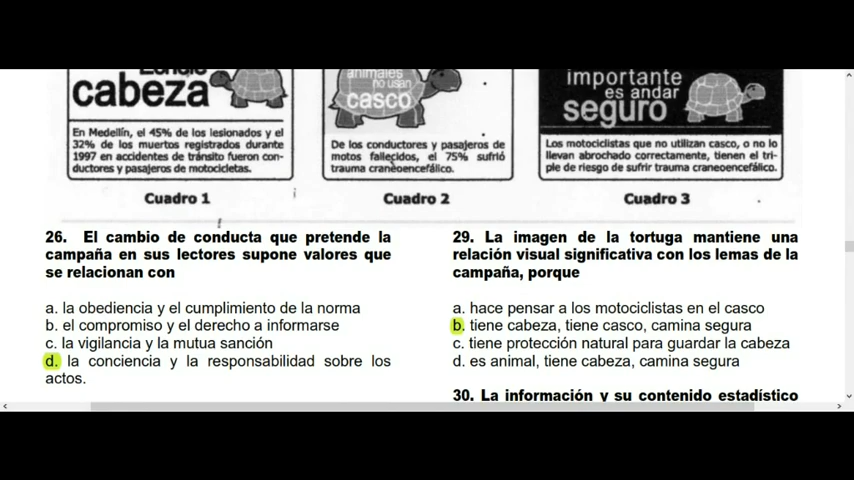 cabeza
En Medellín, el 45% de los lesionados y el
32% de los muertos registrados durante
1997 en accidentes de tránsito fueron con-
ductores y pasajeros de motocicletas.
Cuadro 1
animales
no usan
casco
De los conductores y pasajeros de
motos fallecidos, el 75% sufrió
trauma craneoencefálico.
Cuadro 2
importante
es andar
seguro
Los motociclistas que no utilizan casco, o no lo
llevan abrochado correctamente, tienen el tri-
ple de riesgo de sufrir trauma craneoencefálico.
Cuadro 3
26. El cambio de conducta que pretende la
campaña en sus lectores supone valores que
se relacionan con
a. la obediencia y el cumplimiento de la norma
b. el compromiso y el derecho a informarse
c. la vigilancia y la mutua sanción
d. la conciencia y la responsabilidad sobre los
actos.
29. La imagen de la tortuga mantiene una
relación visual significativa con los lemas de la
campaña, porque
a. hace pensar a los motociclistas en el casco
b. tiene cabeza, tiene casco, camina segura
c. tiene protección natural para guardar la cabeza
d. es animal, tiene cabeza, camina segura
30. La información y su contenido estadístico